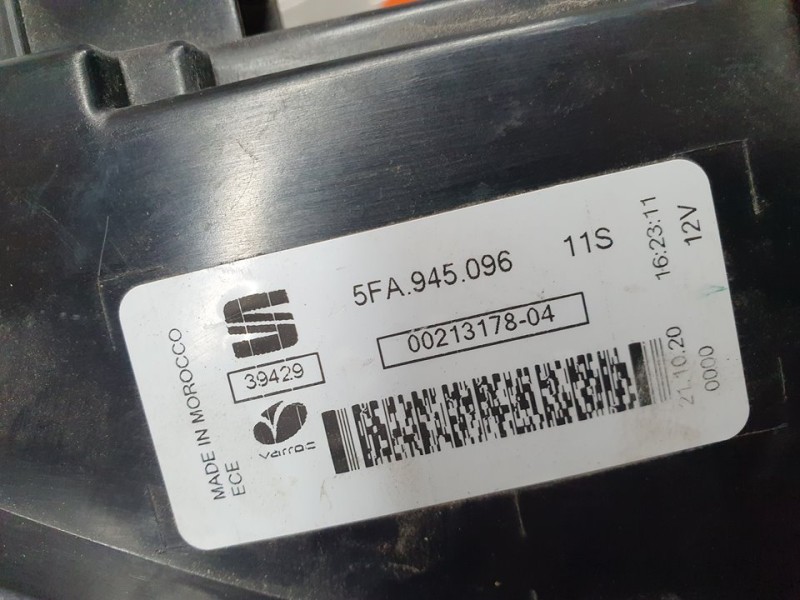 5FA.945.096 11S
00213178-04
39429
varroc
MADE IN MOROCCO
ECE
16:23:11
12V
21.10.20
0000